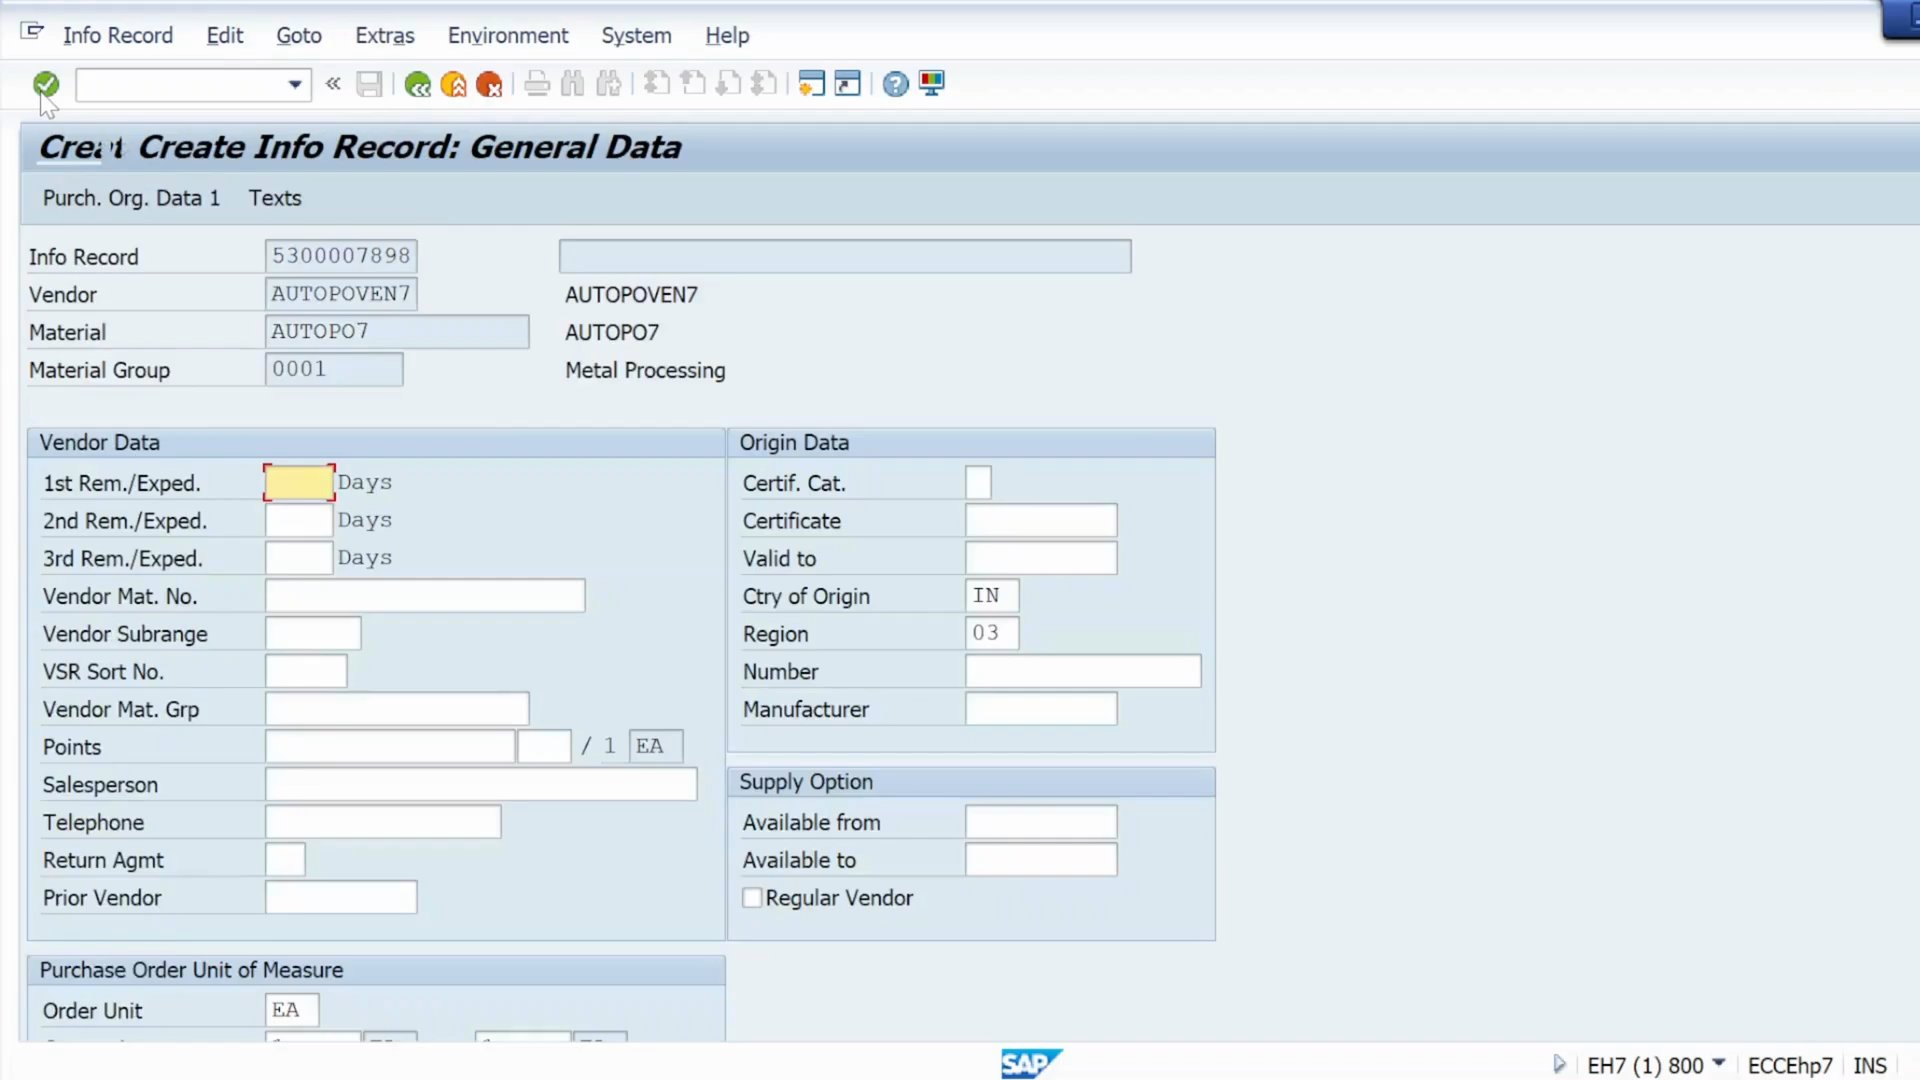 Info Record Edit Goto Extras Environment System Help
Create Info Record: General Data
Purch. Org. Data 1 Texts
Info Record 5300007898
Vendor AUTOPOVEN7 AUTOPOVEN7
Material AUTOPO7 AUTOPO7
Material Group 0001 Metal Processing
Vendor Data
1st Rem./Exped. Days
2nd Rem./Exped. Days
3rd Rem./Exped. Days
Vendor Mat. No.
Vendor Subrange
VSR Sort No.
Vendor Mat. Grp
Points / 1 EA
Salesperson
Telephone
Return Agmt
Prior Vendor
Origin Data
Certif. Cat.
Certificate
Valid to
Ctry of Origin IN
Region 03
Number
Manufacturer
Supply Option
Available from
Available to
Regular Vendor
Purchase Order Unit of Measure
Order Unit EA
SAP EH7 (1) 800 ECCEhp7 INS